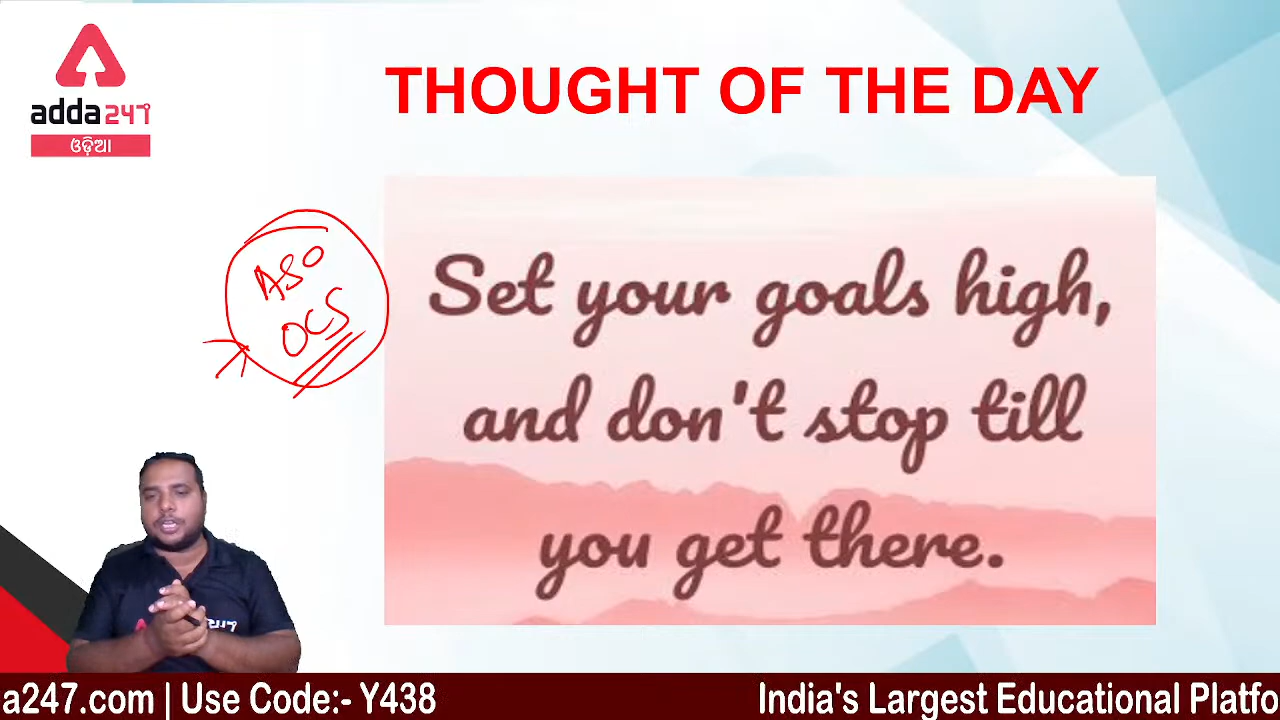 adda247
ଓଡ଼ିଆ
THOUGHT OF THE DAY
ASO
OCS
Set your goals high,
and don't stop till
you get there.
a247.com | Use Code:- Y438
India's Largest Educational Platfo